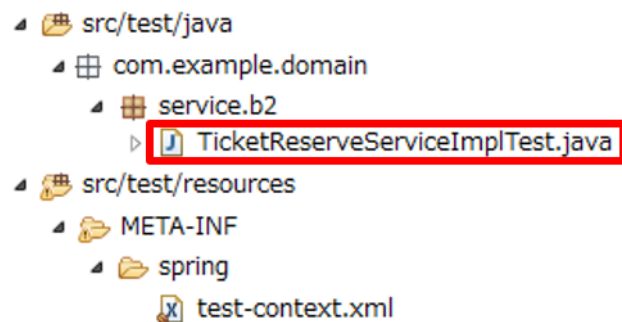 src/test/java
com.example.domain
service.b2
TicketReserveServiceImplTest.java
src/test/resources
META-INF
spring
test-context.xml